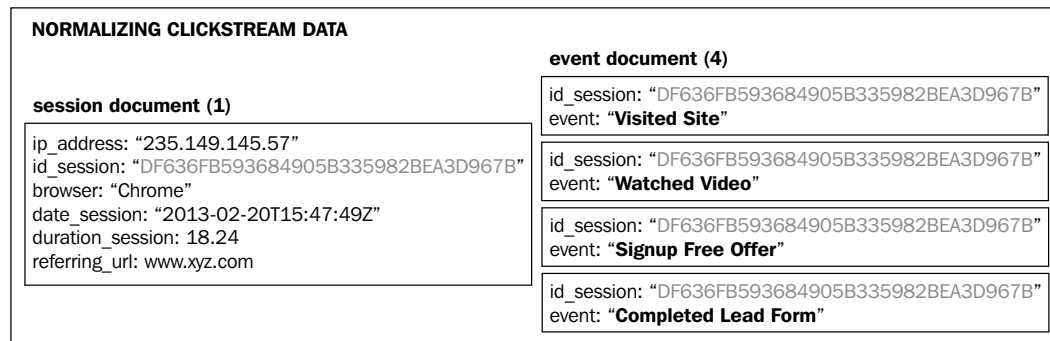 NORMALIZING CLICKSTREAM DATA
session document (1)
ip_address: “235.149.145.57”
id_session: “DF636FB593684905B335982BEA3D967B”
browser: “Chrome”
date_session: “2013-02-20T15:47:49Z”
duration_session: 18.24
referring_url: www.xyz.com
event document (4)
id_session: “DF636FB593684905B335982BEA3D967B”
event: “Visited Site”
id_session: “DF636FB593684905B335982BEA3D967B”
event: “Watched Video”
id_session: “DF636FB593684905B335982BEA3D967B”
event: “Signup Free Offer”
id_session: “DF636FB593684905B335982BEA3D967B”
event: “Completed Lead Form”